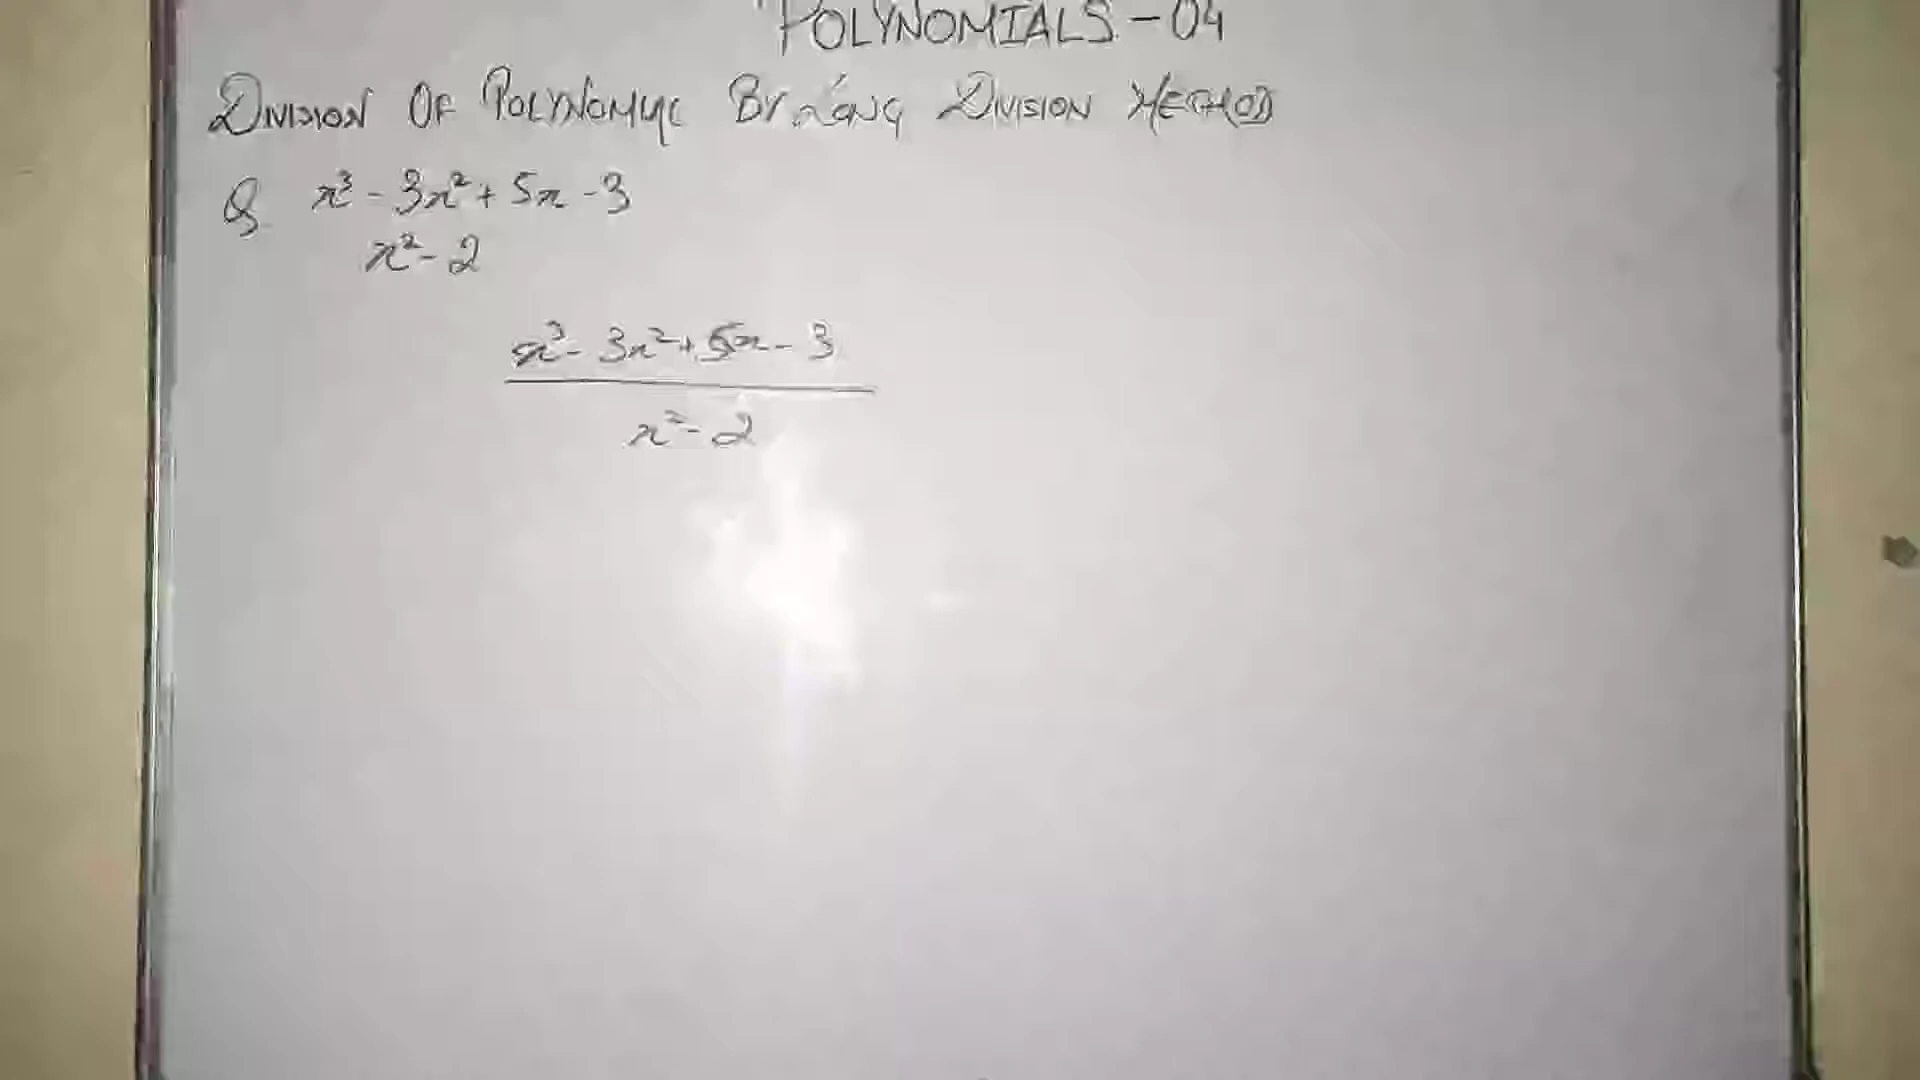 POLYNOMIALS - 04
DIVISION OF POLYNOMIAL BY LONG DIVISION METHOD
Q x³ - 3x² + 5x - 3
x² - 2
x³ - 3x² + 5x - 3
x² - 2